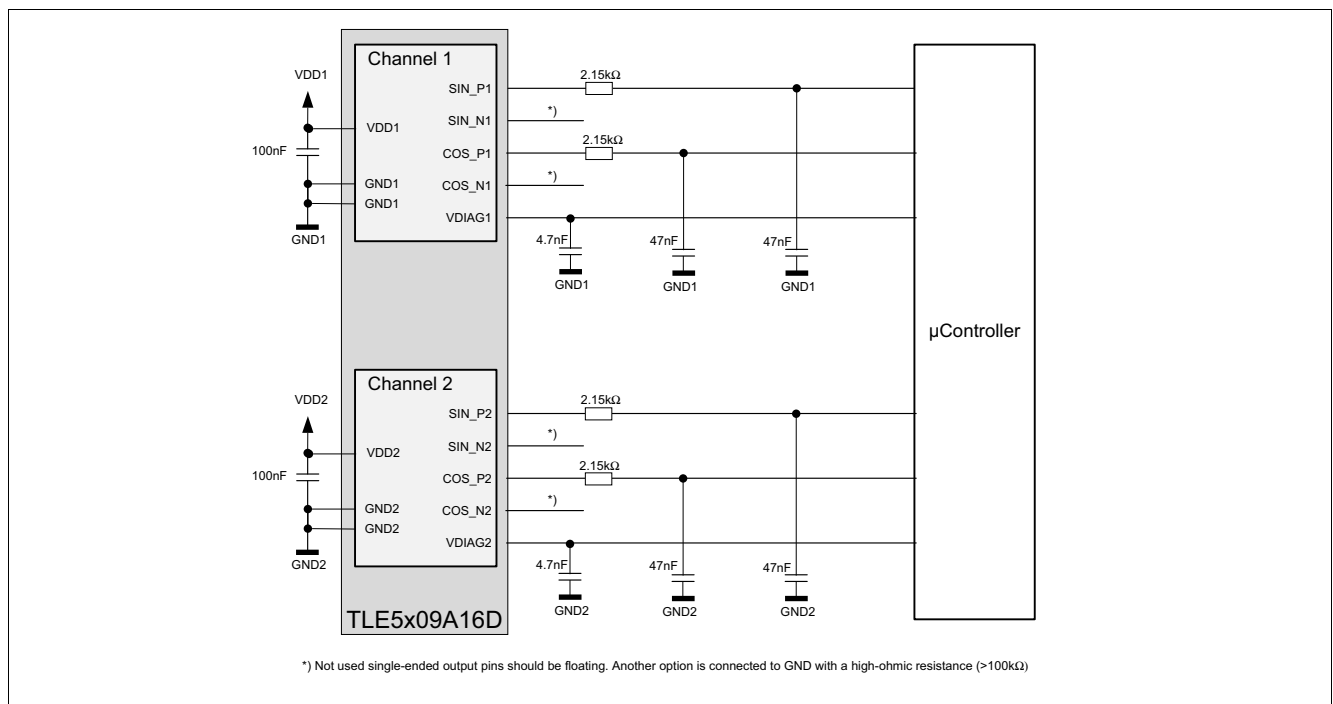 Channel 1
VDD1
2.15kΩ
SIN_P1
*)
SIN_N1
VDD1
2.15kΩ
100nF
COS_P1
*)
GND1
COS_N1
GND1
VDIAG1
GND1
4.7nF
47nF
47nF
GND1
GND1
GND1
µController
Channel 2
VDD2
2.15kΩ
SIN_P2
*)
SIN_N2
VDD2
2.15kΩ
100nF
COS_P2
*)
GND2
COS_N2
GND2
VDIAG2
GND2
4.7nF
47nF
47nF
GND2
GND2
GND2
TLE5x09A16D
*) Not used single-ended output pins should be floating. Another option is connected to GND with a high-ohmic resistance (>100kΩ)